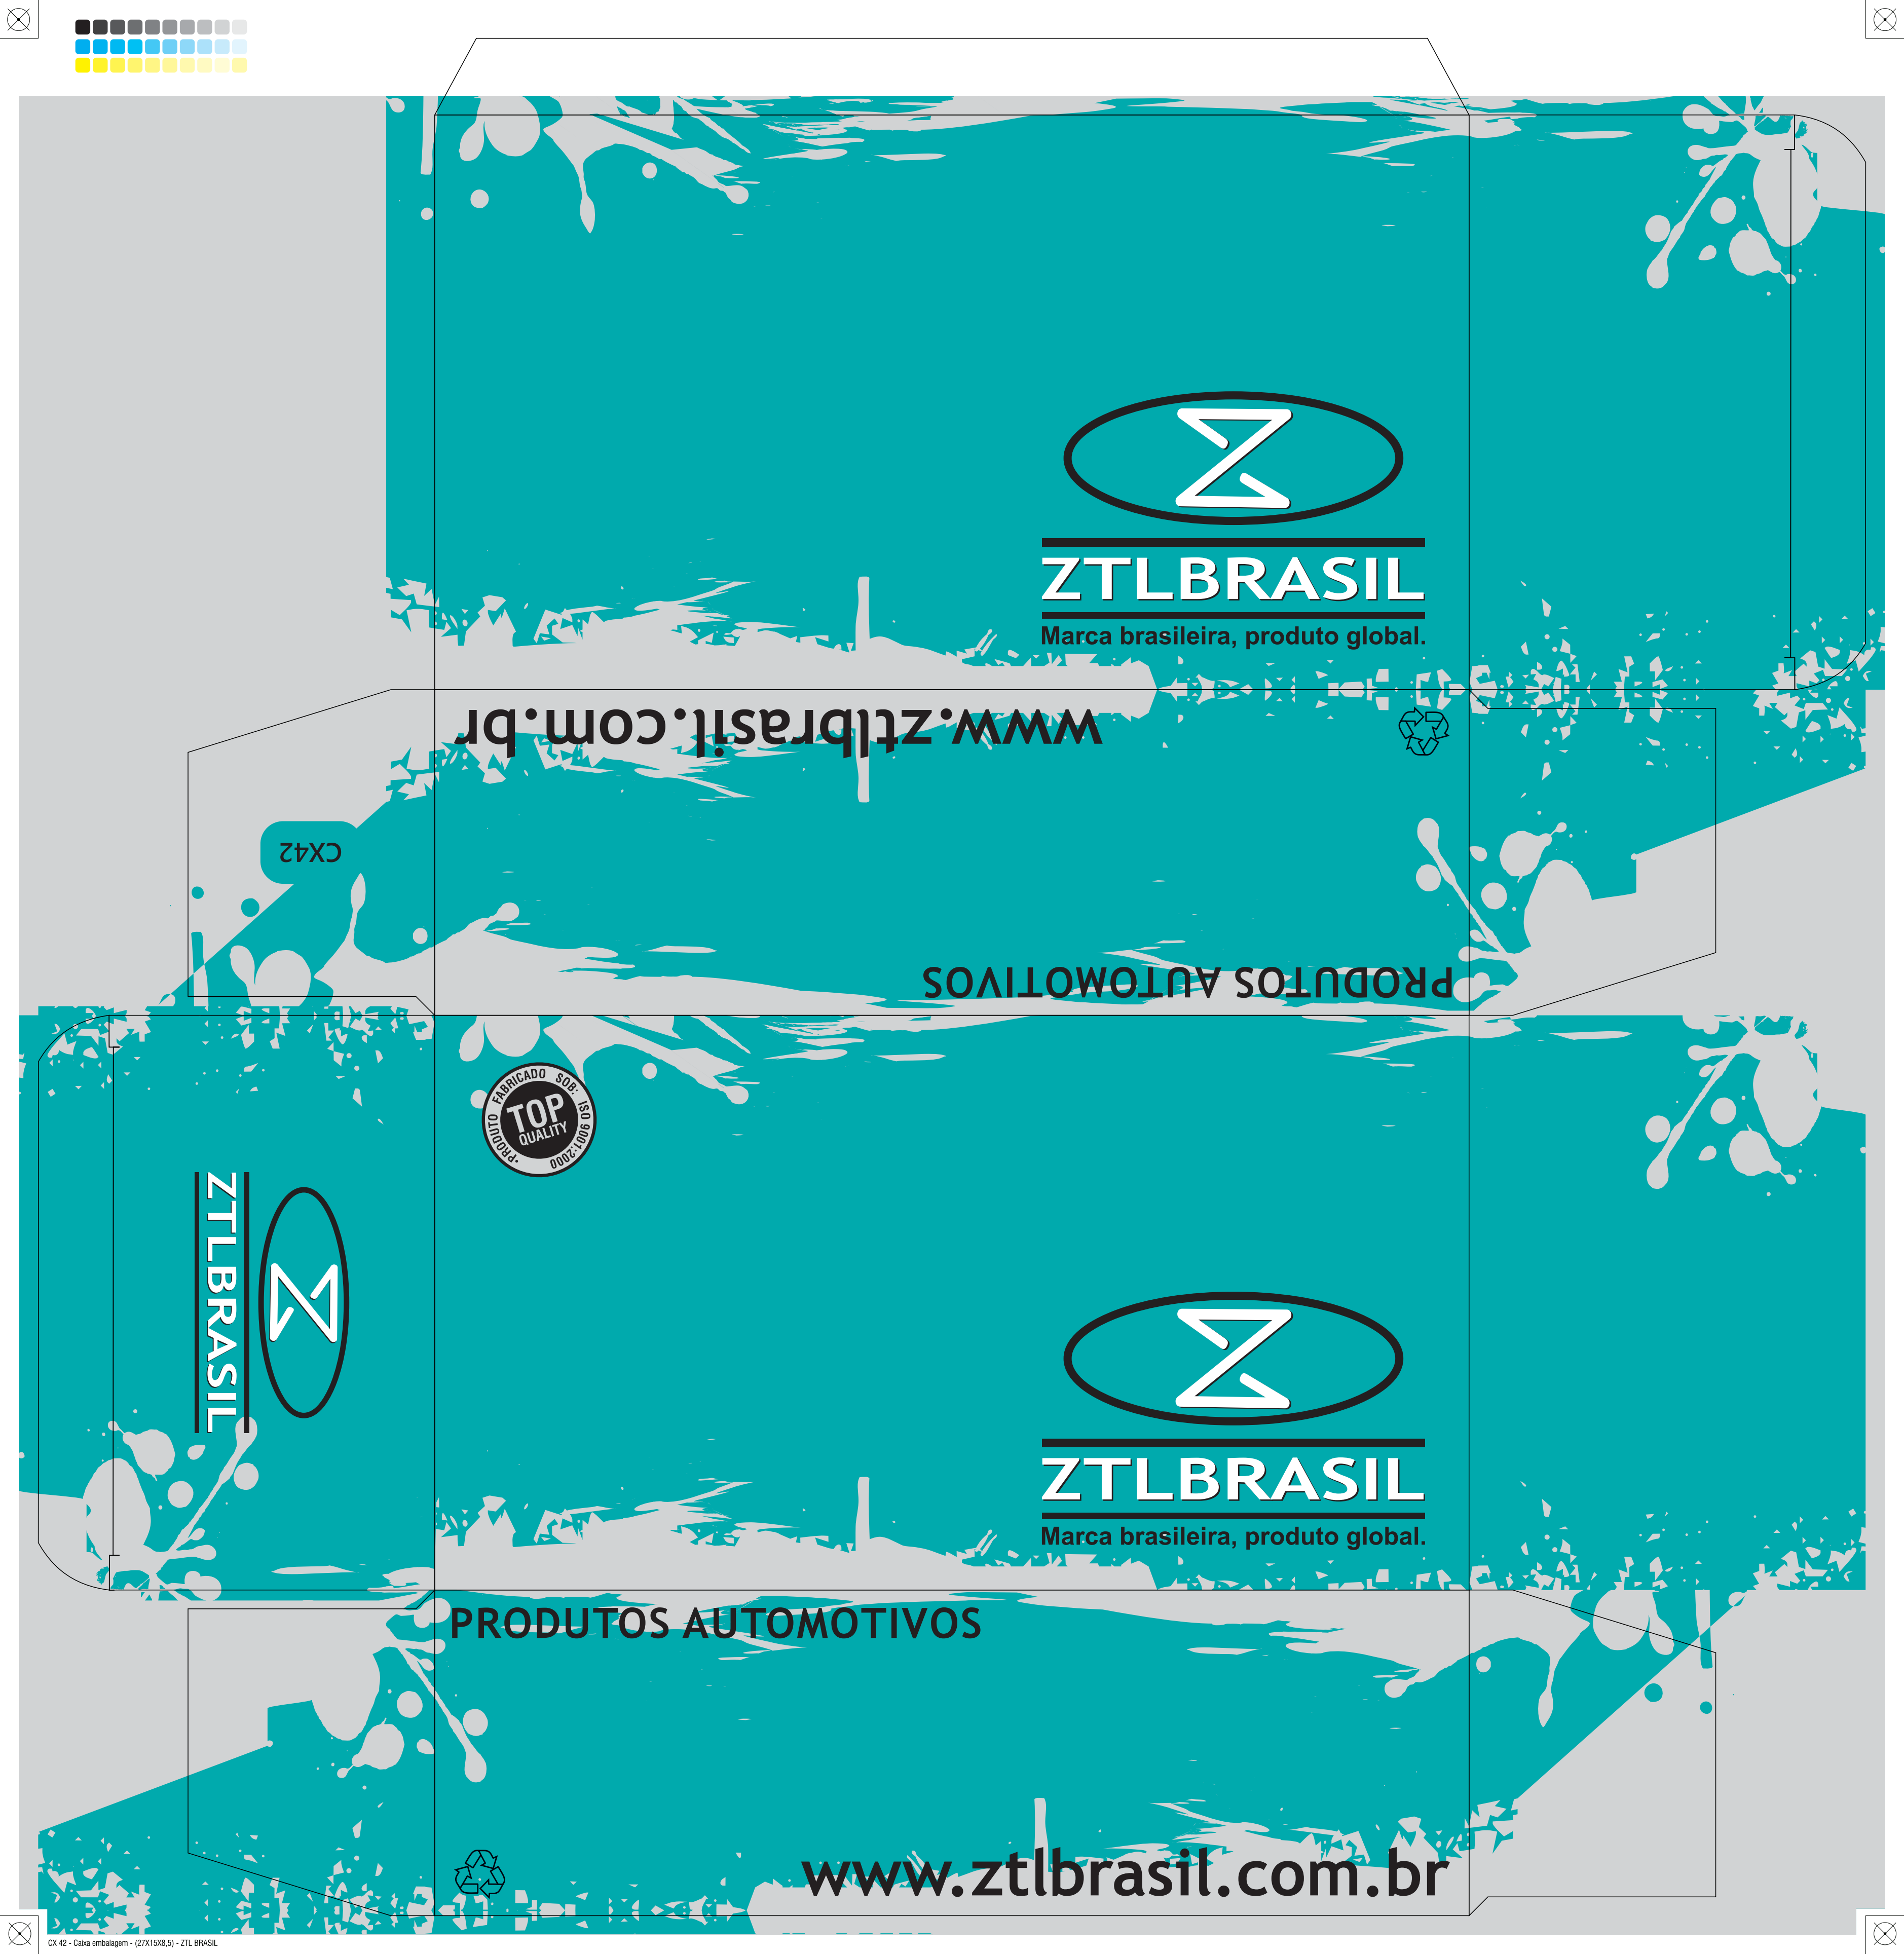 ZTLBRASIL
Marca brasileira, produto global.
www.ztlbrasil.com.br
CX42
PRODUTOS AUTOMOTIVOS
•PRODUTO FABRICADO SOB: ISO 9001:2000
TOP
QUALITY
ZTLBRASIL
ZTLBRASIL
Marca brasileira, produto global.
PRODUTOS AUTOMOTIVOS
www.ztlbrasil.com.br
CX 42 - Caixa embalagem - (27X15X8,5) - ZTL BRASIL